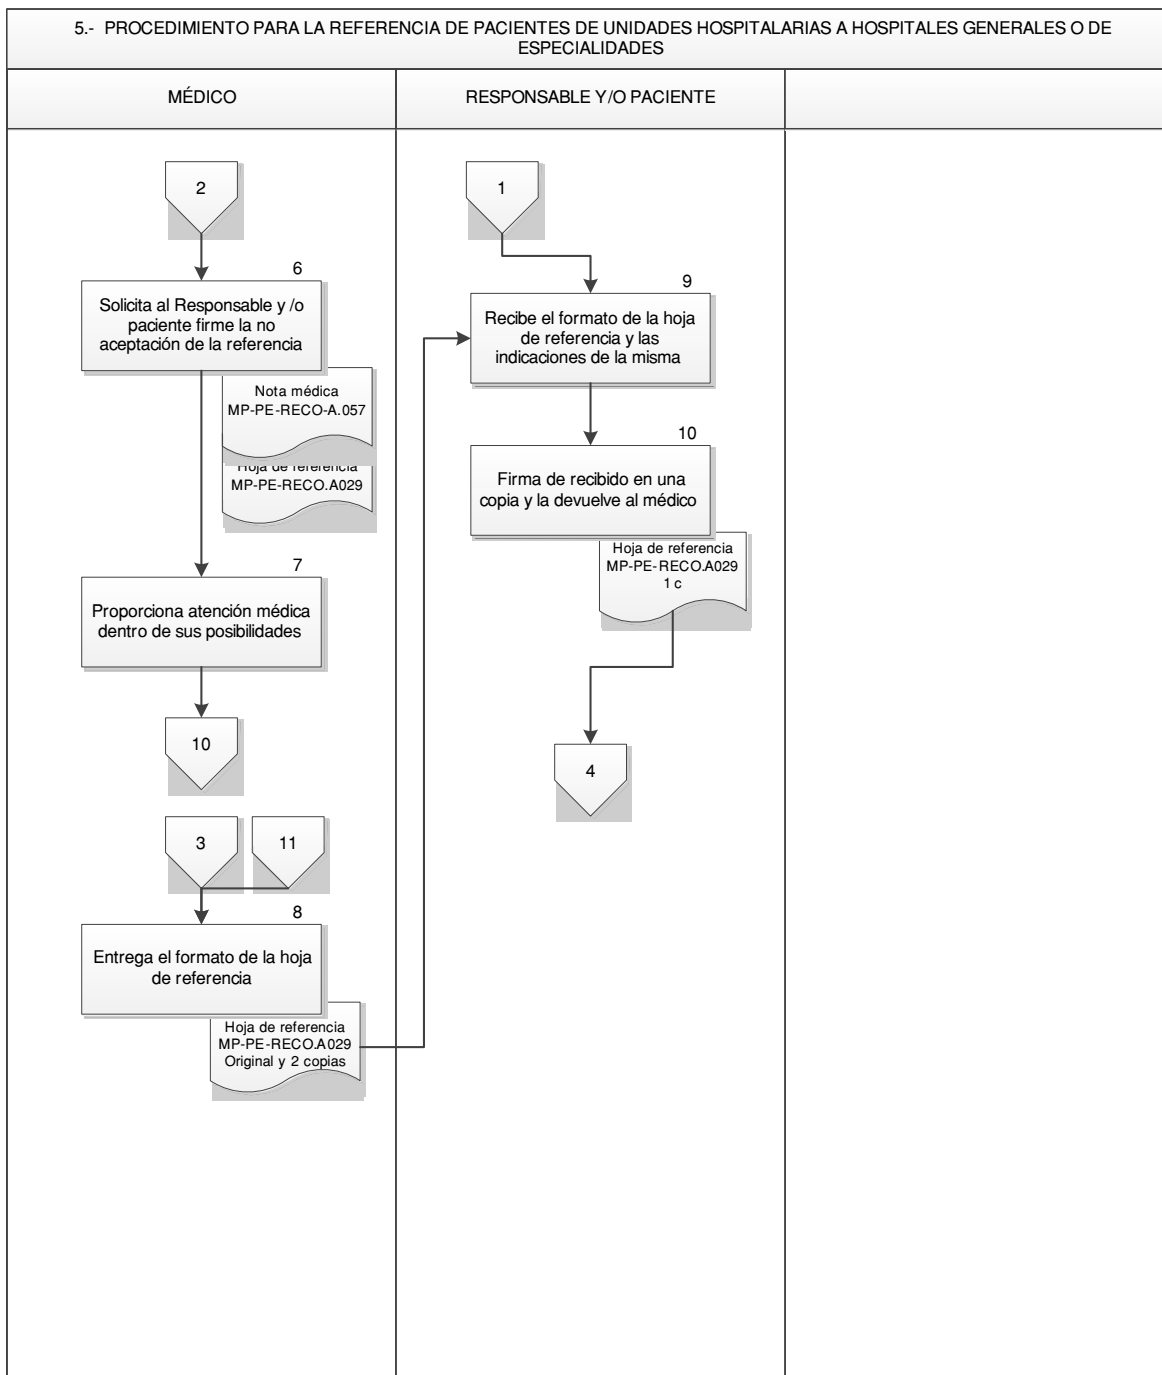 5.- PROCEDIMIENTO PARA LA REFERENCIA DE PACIENTES DE UNIDADES HOSPITALARIAS A HOSPITALES GENERALES O DE
ESPECIALIDADES
MÉDICO
RESPONSABLE Y/O PACIENTE
2
6
Solicita al Responsable y /o
paciente firme la no
aceptación de la referencia
Nota médica
MP-PE-RECO-A.057
Hoja de referencia
MP-PE-RECO.A029
7
Proporciona atención médica
dentro de sus posibilidades
10
3
11
8
Entrega el formato de la hoja
de referencia
Hoja de referencia
MP-PE-RECO.A029
Original y 2 copias
1
9
Recibe el formato de la hoja
de referencia y las
indicaciones de la misma
10
Firma de recibido en una
copia y la devuelve al médico
Hoja de referencia
MP-PE-RECO.A029
1 c
4